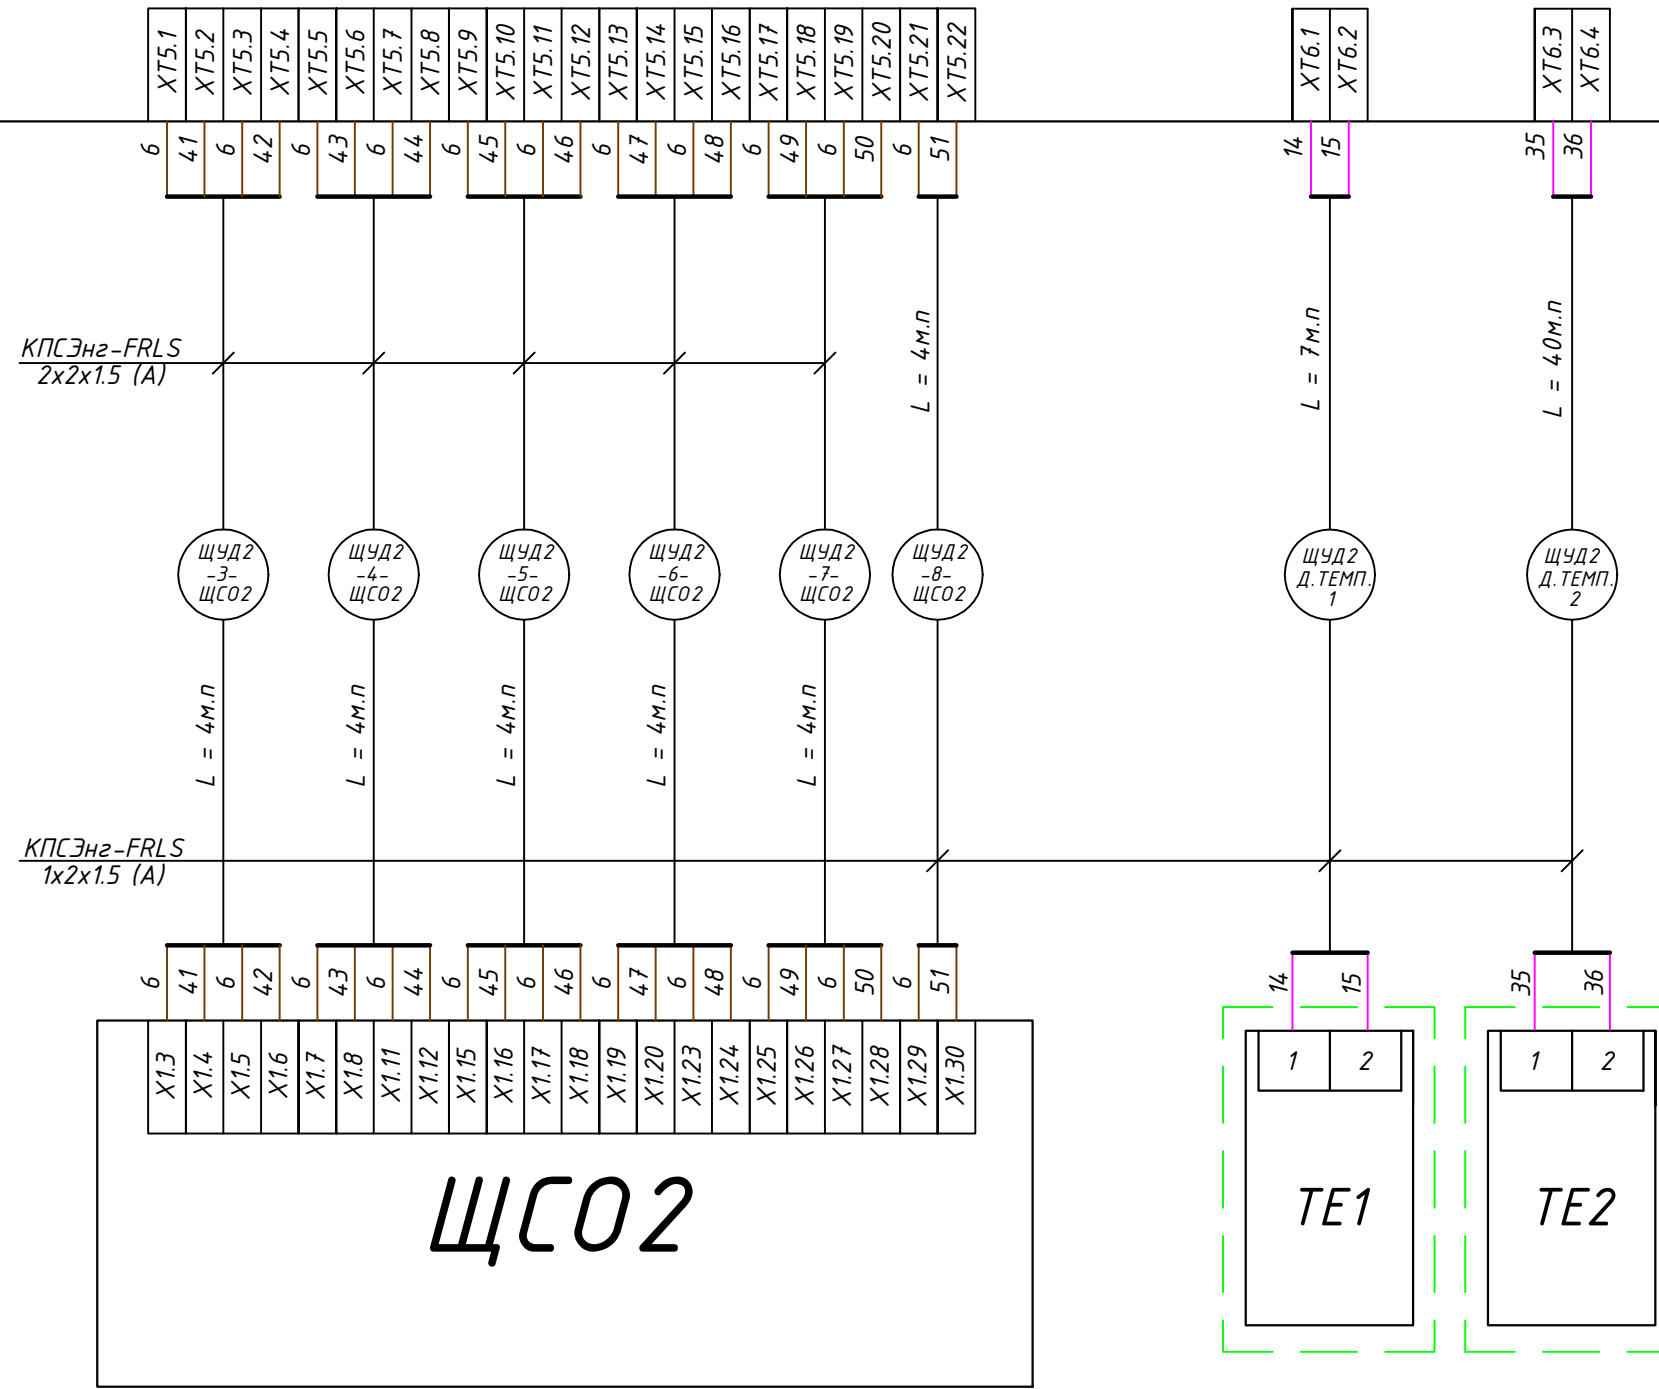 XT5.1 XT5.2 XT5.3 XT5.4 XT5.5 XT5.6 XT5.7 XT5.8 XT5.9 XT5.10 XT5.11 XT5.12 XT5.13 XT5.14 XT5.15 XT5.16 XT5.17 XT5.18 XT5.19 XT5.20 XT5.21 XT5.22 XT6.1 XT6.2 XT6.3 XT6.4
6 41 6 42 6 43 6 44 6 45 6 46 6 47 6 48 6 49 6 50 6 51 14 15 35 36
L = 4м.п L = 7м.п L = 40м.п
КПСЭнг-FRLS
2x2x1.5 (А)
ЩУД2
-3-
ЩСО2
ЩУД2
-4-
ЩСО2
ЩУД2
-5-
ЩСО2
ЩУД2
-6-
ЩСО2
ЩУД2
-7-
ЩСО2
ЩУД2
-8-
ЩСО2
ЩУД2
Д.ТЕМП.
1
ЩУД2
Д.ТЕМП.
2
L = 4м.п L = 4м.п L = 4м.п L = 4м.п L = 4м.п
КПСЭнг-FRLS
1x2x1.5 (А)
6 41 6 42 6 43 6 44 6 45 6 46 6 47 6 48 6 49 6 50 6 51 14 15 35 36
X1.3 X1.4 X1.5 X1.6 X1.7 X1.8 X1.11 X1.12 X1.15 X1.16 X1.17 X1.18 X1.19 X1.20 X1.23 X1.24 X1.25 X1.26 X1.27 X1.28 X1.29 X1.30
1 2 1 2
ЩСО2
TE1 TE2